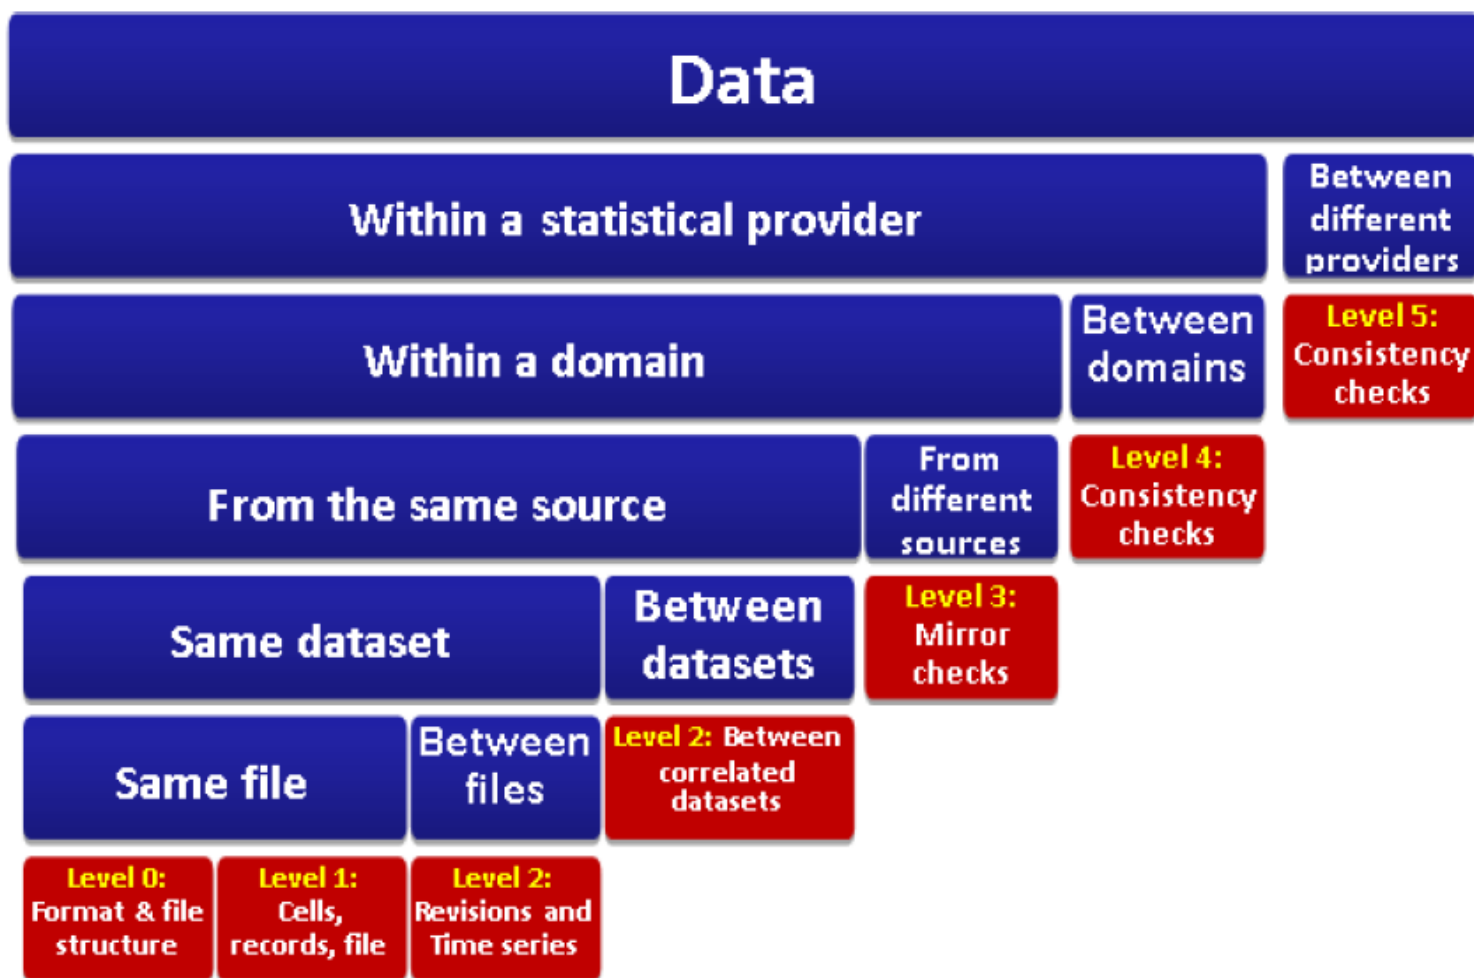 Data
Within a statistical provider
Between
different
providers
Within a domain
Between
domains
Level 5:
Consistency
checks
From the same source
From
different
sources
Level 4:
Consistency
checks
Same dataset
Between
datasets
Level 3:
Mirror
checks
Same file
Between
files
Level 2: Between
correlated
datasets
Level 0:
Format & file
structure
Level 1:
Cells,
records, file
Level 2:
Revisions and
Time series